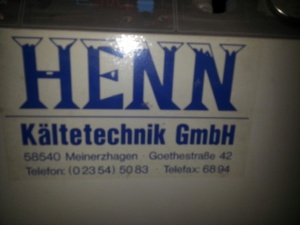 HENN
Kältetechnik GmbH
58540 Meinerzhagen · Goethestraße 42
Telefon: (0 23 54) 50 83 · Telefax: 68 94